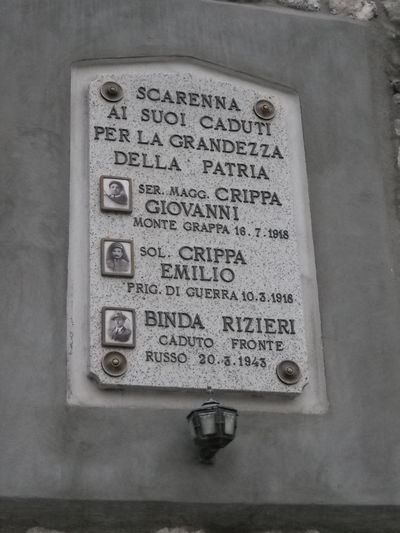 SCARENNA
AI SUOI CADUTI
PER LA GRANDEZZA
DELLA PATRIA
SER. MAGG. CRIPPA
GIOVANNI
MONTE GRAPPA 16.7.1918
SOL. CRIPPA
EMILIO
PRIG. DI GUERRA 10.3.1918
BINDA RIZIERI
CADUTO FRONTE
RUSSO 20.3.1943